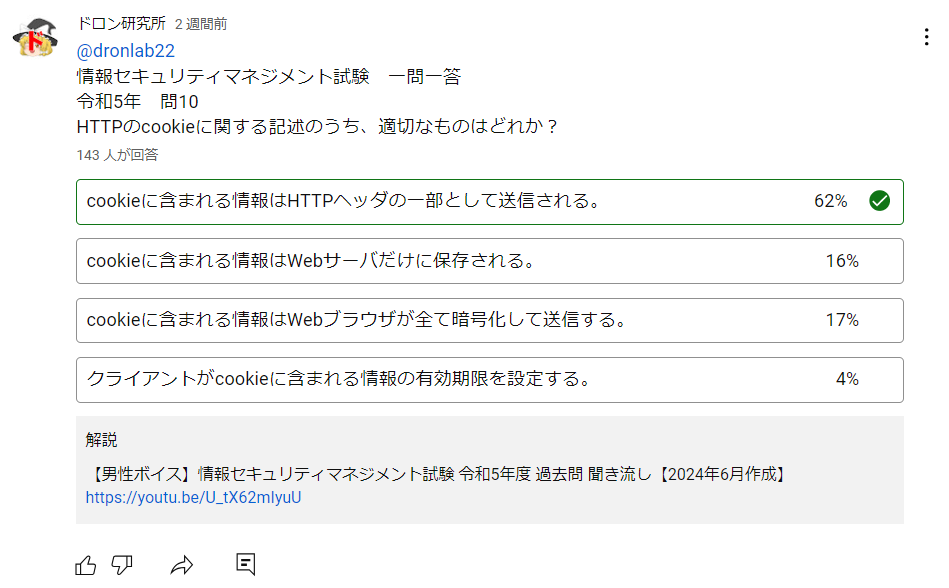 ドロン研究所 2 週間前
@dronlab22
情報セキュリティマネジメント試験　一問一答
令和5年　問10
HTTPのcookieに関する記述のうち、適切なものはどれか？
143 人が回答
cookieに含まれる情報はHTTPヘッダの一部として送信される。 62%
cookieに含まれる情報はWebサーバだけに保存される。 16%
cookieに含まれる情報はWebブラウザが全て暗号化して送信する。 17%
クライアントがcookieに含まれる情報の有効期限を設定する。 4%
解説
【男性ボイス】情報セキュリティマネジメント試験 令和5年度 過去問 聞き流し【2024年6月作成】
https://youtu.be/U_tX62mIyuU